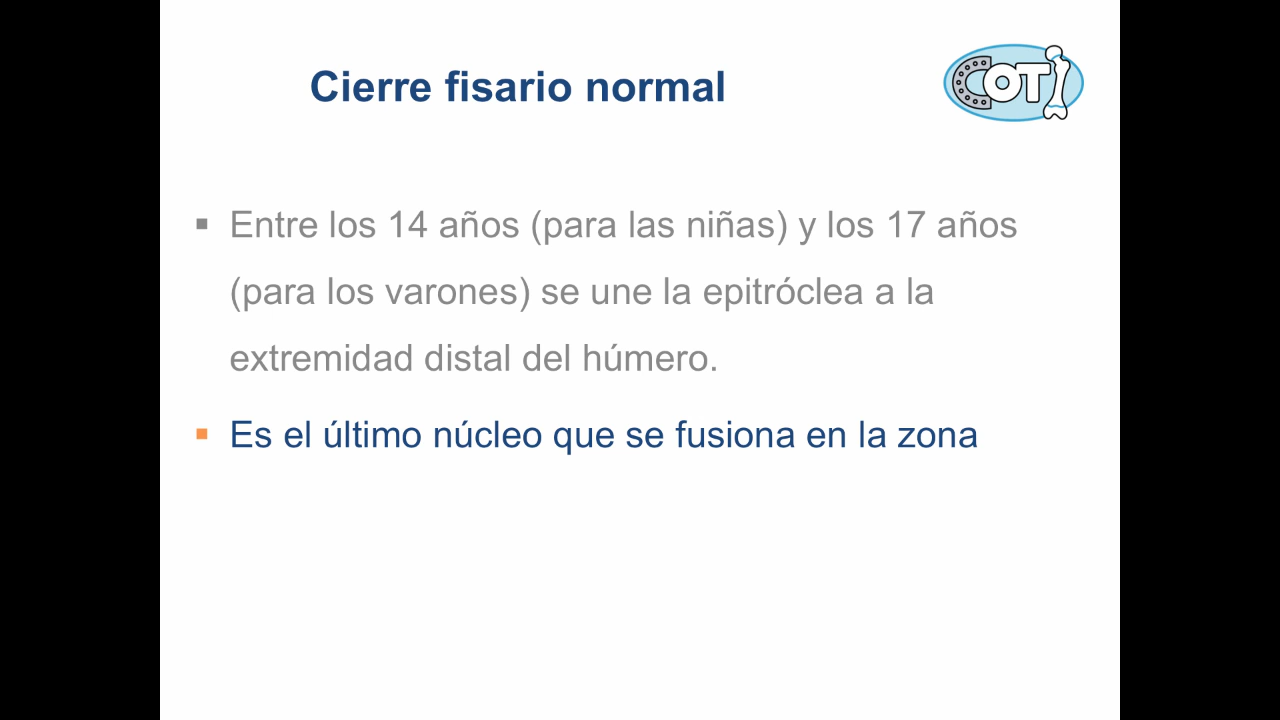 Cierre fisario normal
COTI
▪ Entre los 14 años (para las niñas) y los 17 años
(para los varones) se une la epitróclea a la
extremidad distal del húmero.
▪ Es el último núcleo que se fusiona en la zona